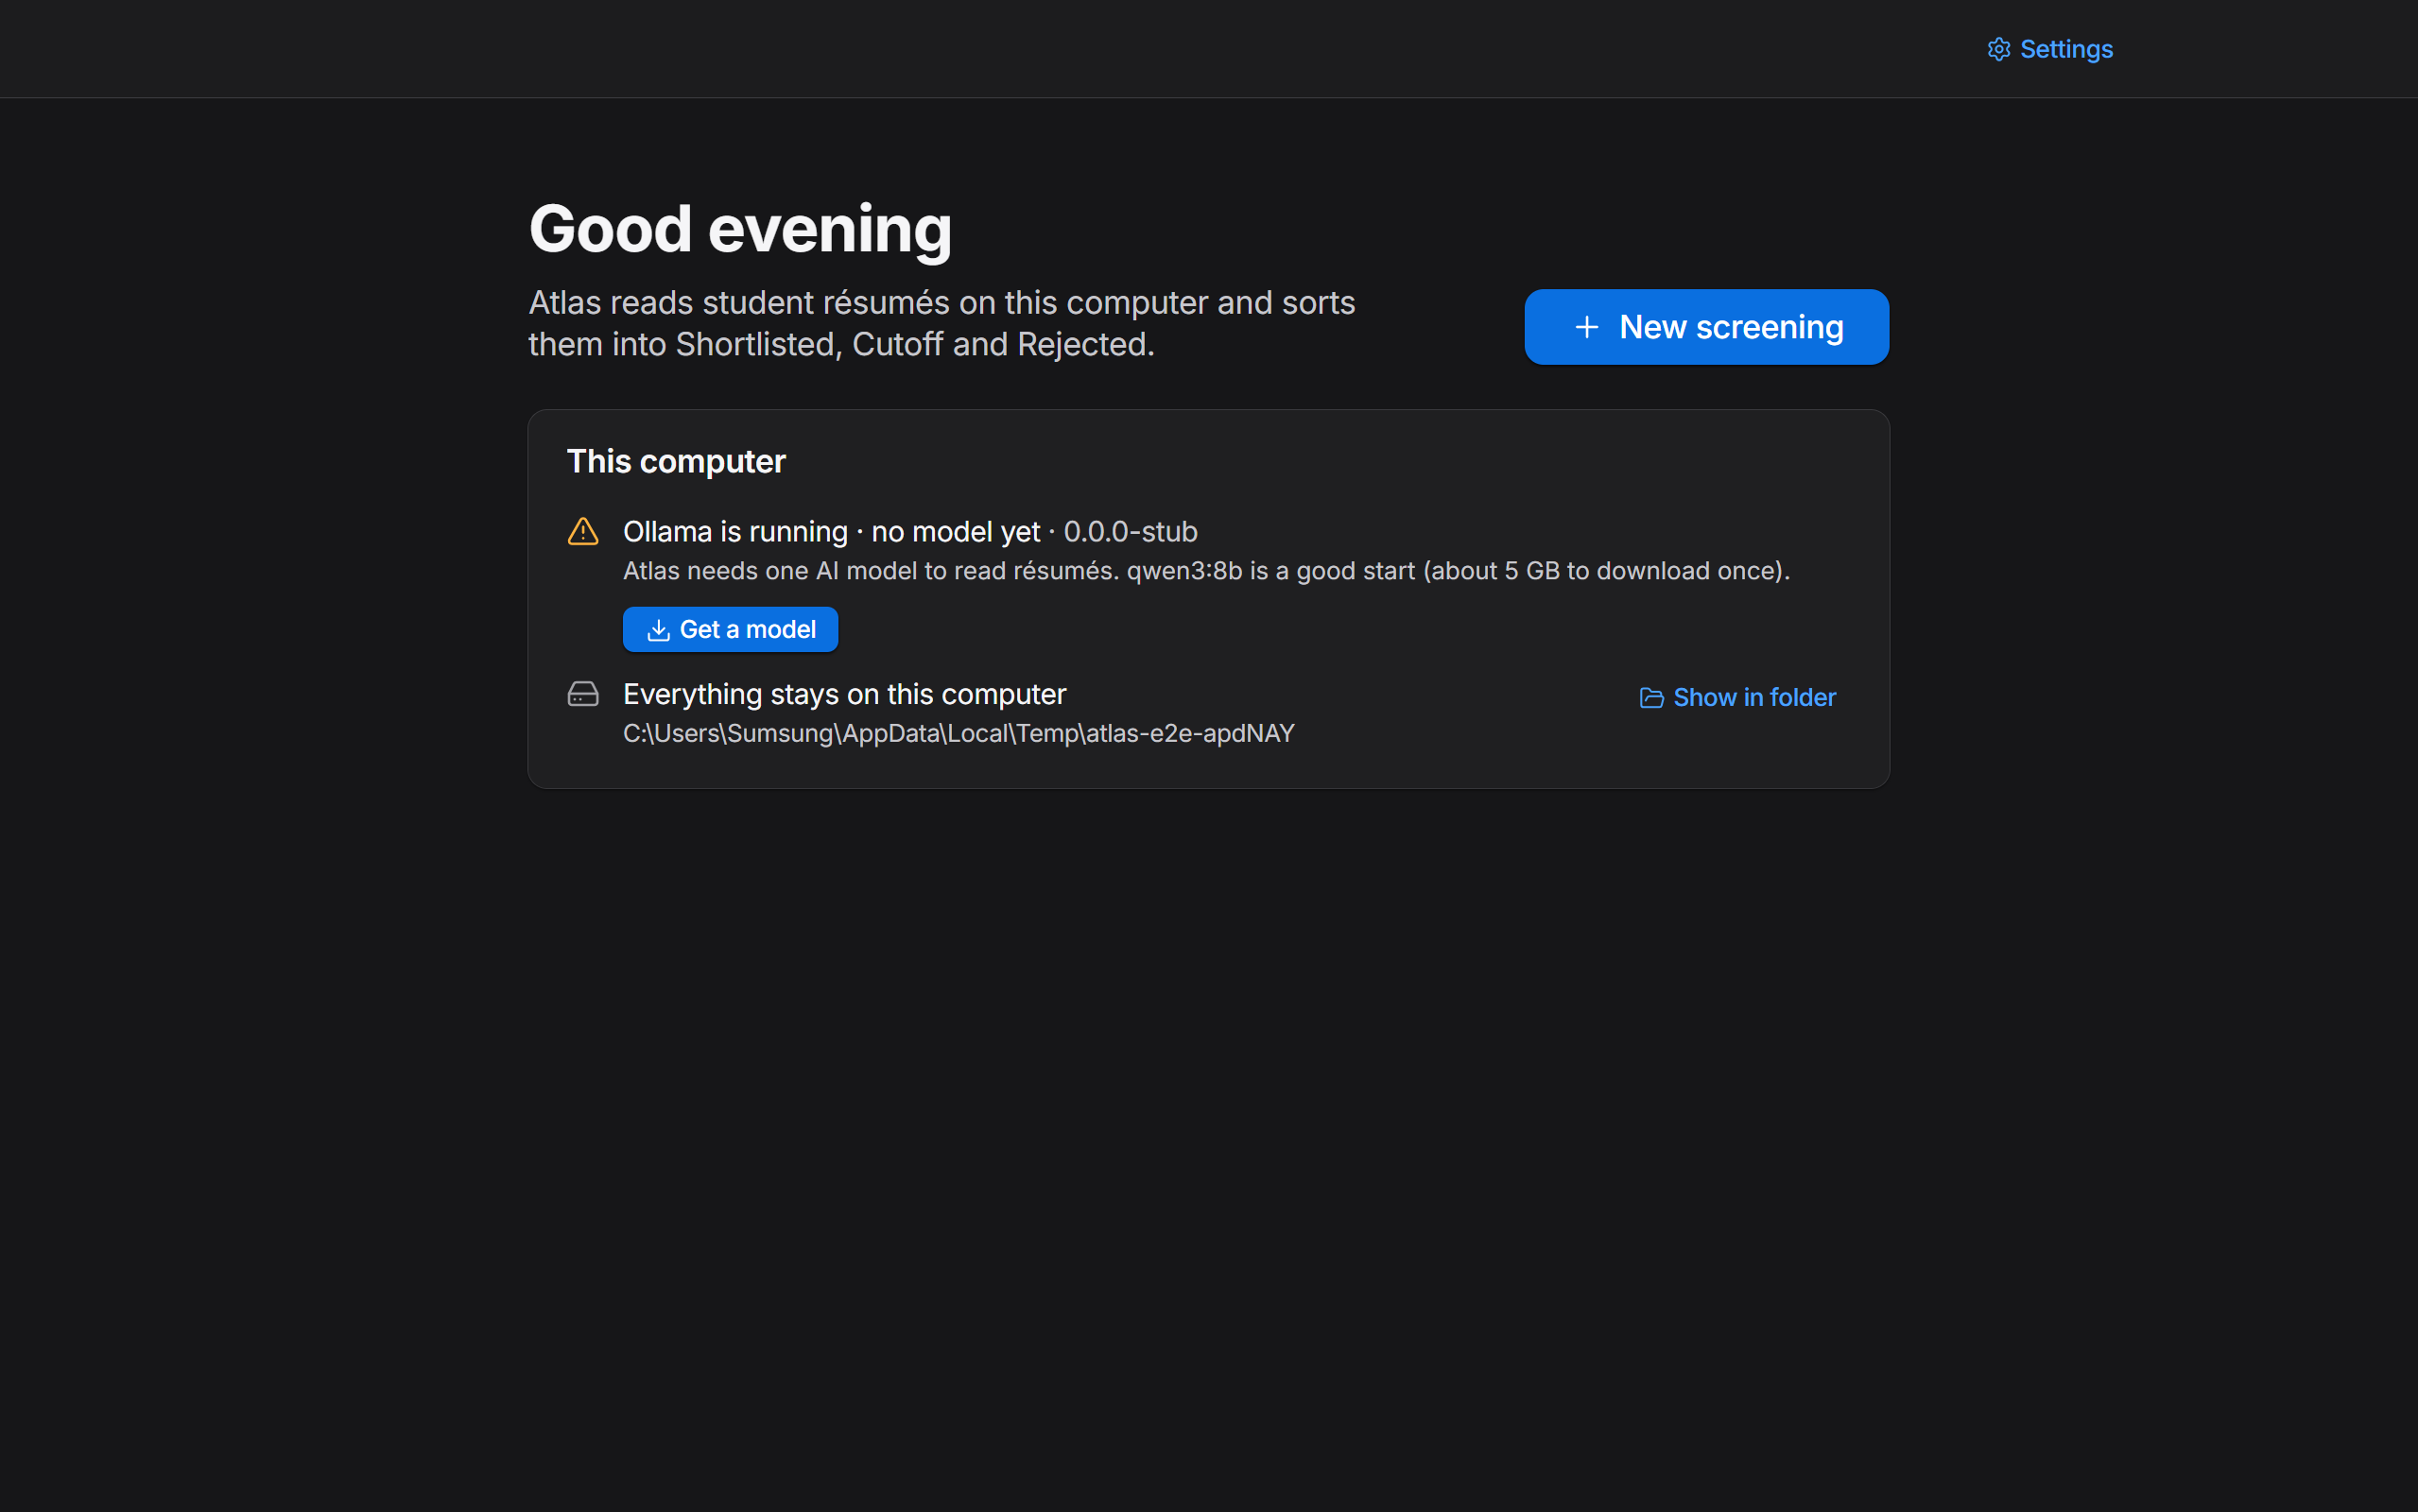 Settings
Good evening
Atlas reads student résumés on this computer and sorts
them into Shortlisted, Cutoff and Rejected.
New screening
This computer
Ollama is running · no model yet · 0.0.0-stub
Atlas needs one AI model to read résumés. qwen3:8b is a good start (about 5 GB to download once).
Get a model
Everything stays on this computer
Show in folder
C:\Users\Sumsung\AppData\Local\Temp\atlas-e2e-apdNAY